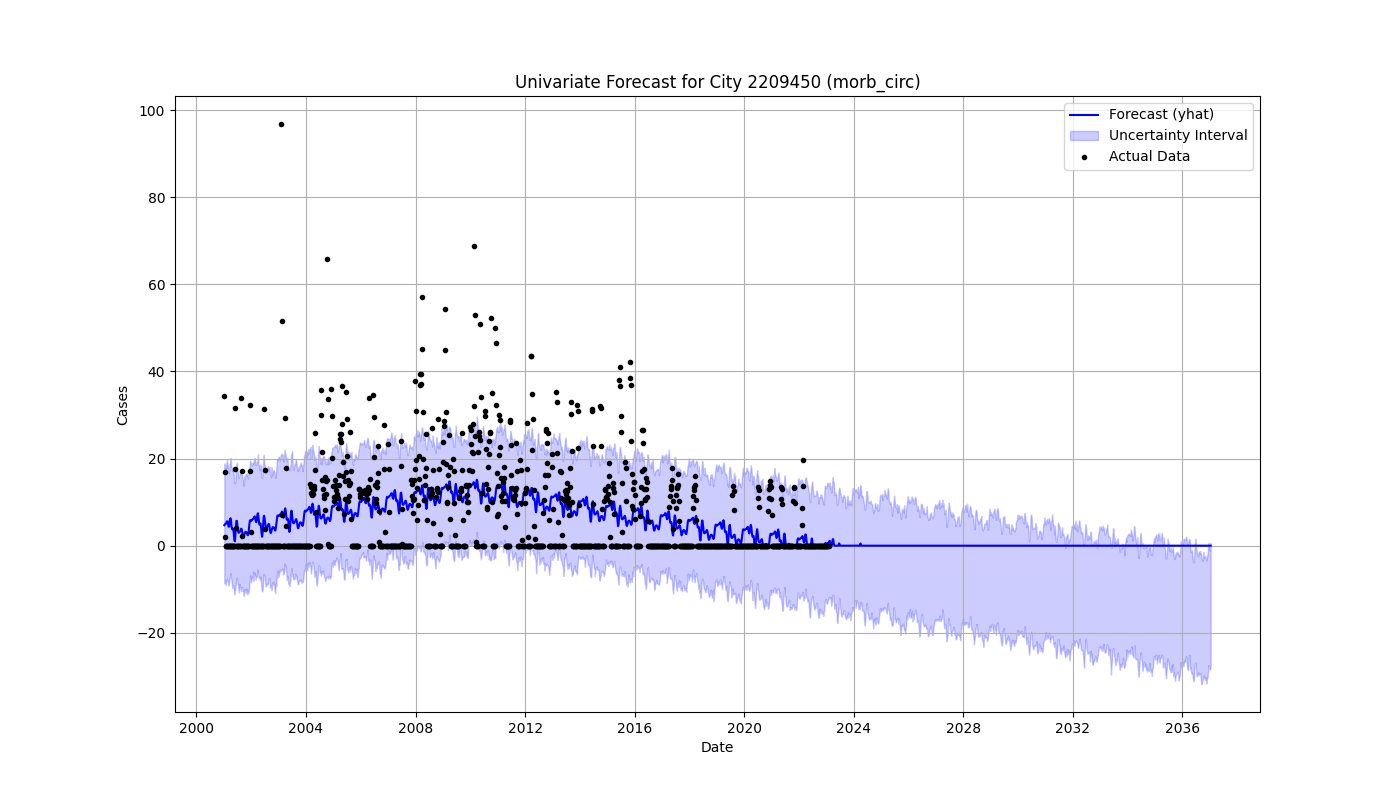 Univariate Forecast for City 2209450 (morb_circ)
Forecast (yhat)
Uncertainty Interval
Actual Data
Cases
100
80
60
40
20
0
−20
2000 2004 2008 2012 2016 2020 2024 2028 2032 2036
Date